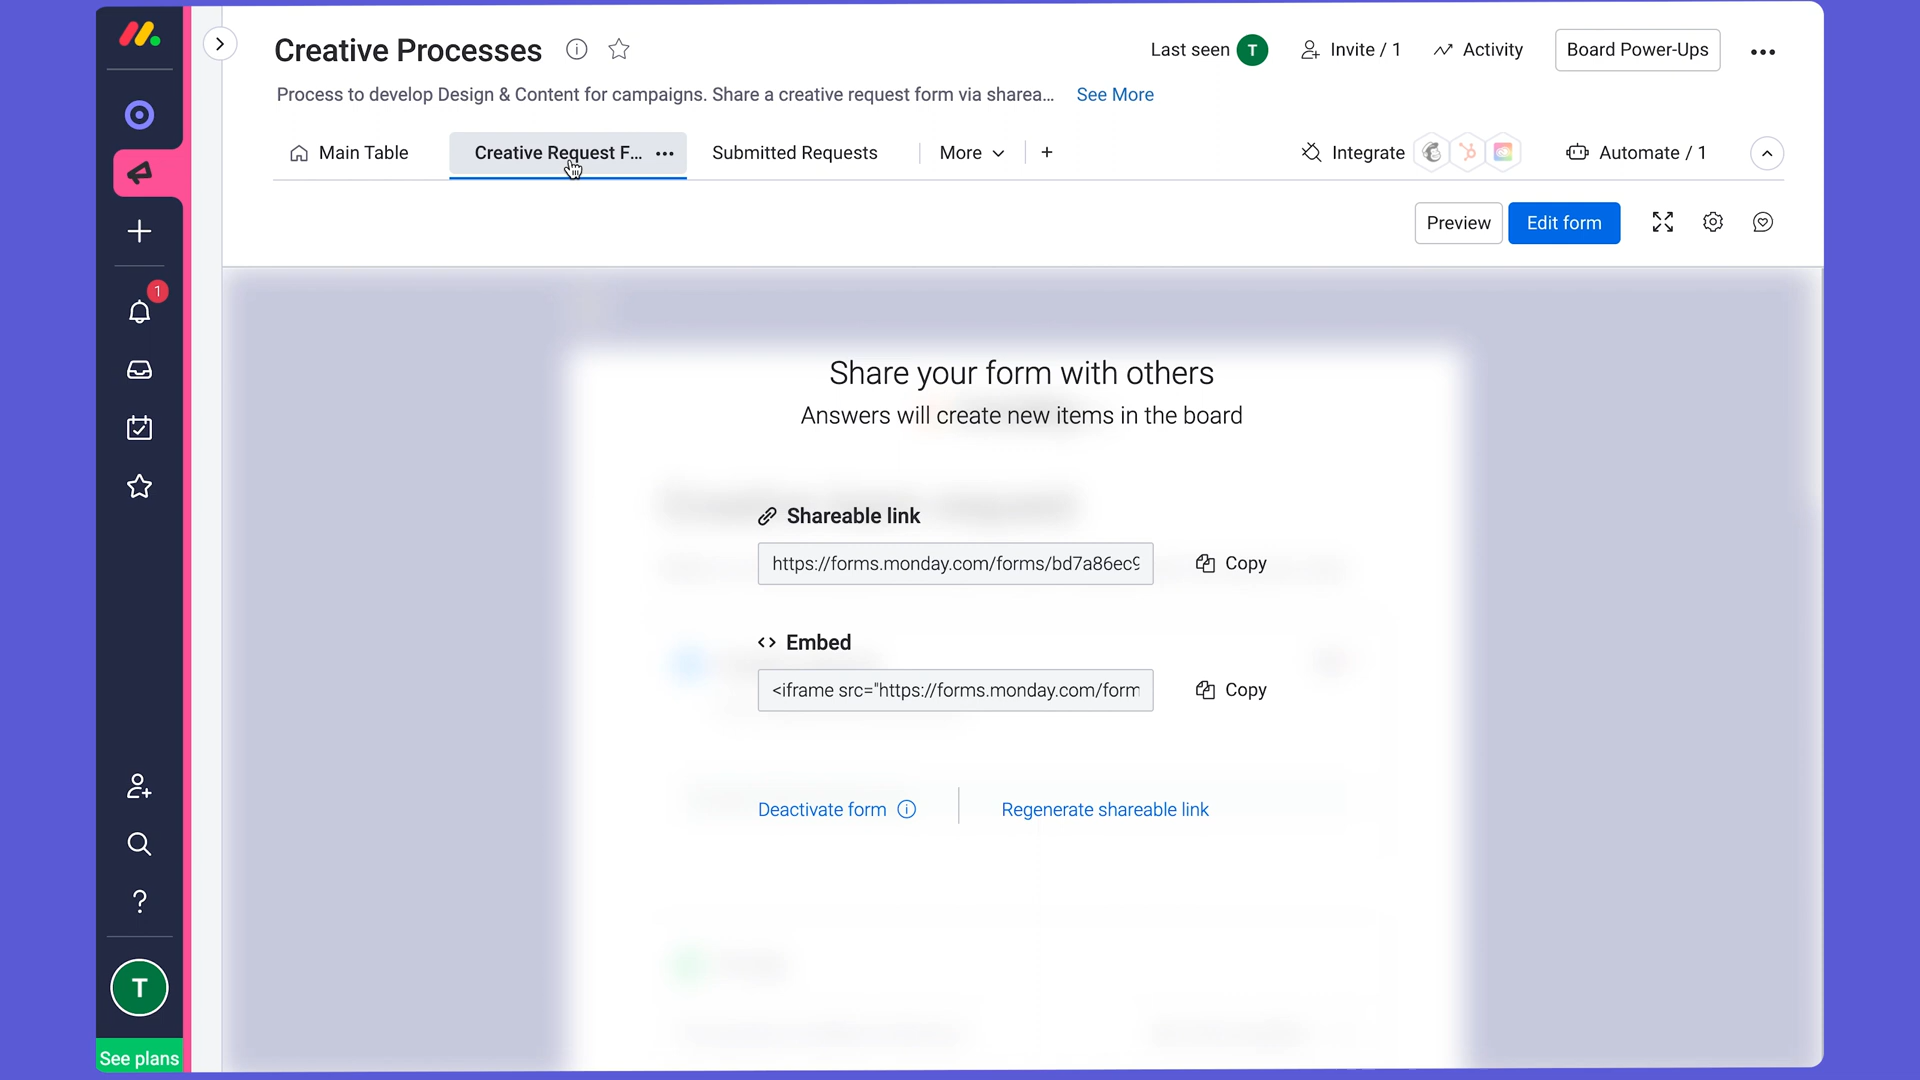 Creative Processes
Last seen T
Invite / 1
Activity
Board Power-Ups
Process to develop Design & Content for campaigns. Share a creative request form via sharea... See More
Main Table
Creative Request F...
Submitted Requests
More
Integrate
Automate / 1
Preview
Edit form
1
Share your form with others
Answers will create new items in the board
Shareable link
https://forms.monday.com/forms/bd7a86ec9
Copy
Embed
<iframe src="https://forms.monday.com/form
Copy
Deactivate form
Regenerate shareable link
T
See plans